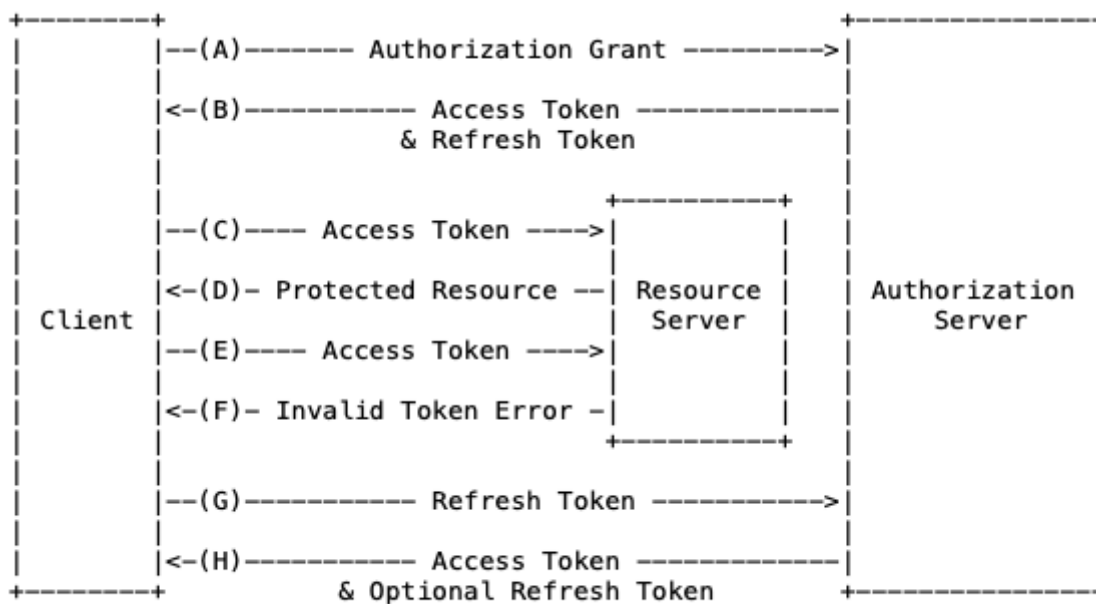 +--------+                                           +---------------
|        |--(A)------- Authorization Grant --------->|
|        |                                           |
|        |<-(B)----------- Access Token -------------|
|        |               & Refresh Token             |
|        |                                           |
|        |                            +----------+   |
|        |--(C)---- Access Token ---->|          |   |
|        |                            |          |   |
|        |<-(D)- Protected Resource --| Resource |   | Authorization
| Client |                            |  Server  |   |     Server
|        |--(E)---- Access Token ---->|          |   |
|        |                            |          |   |
|        |<-(F)- Invalid Token Error -|          |   |
|        |                            +----------+   |
|        |                                           |
|        |--(G)----------- Refresh Token ----------->|
|        |                                           |
|        |<-(H)----------- Access Token -------------|
+--------+           & Optional Refresh Token        +---------------